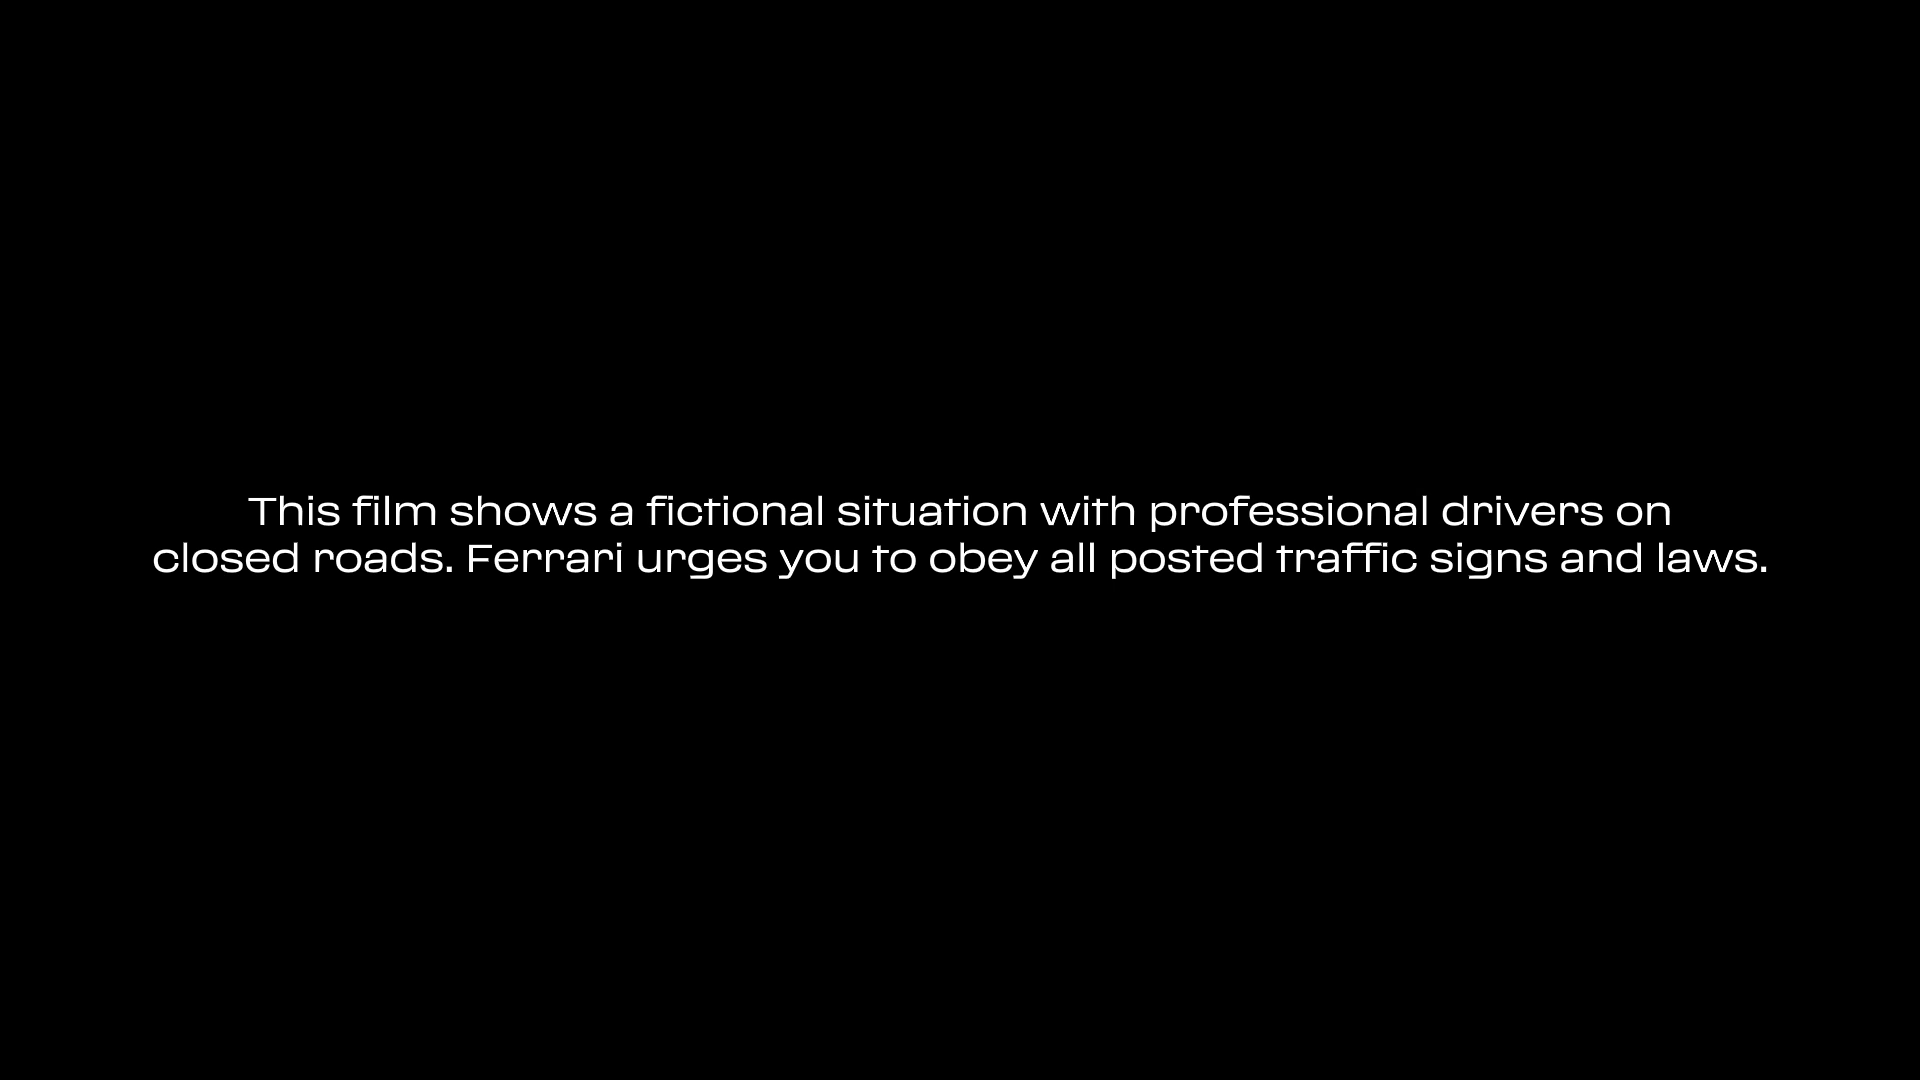 This film shows a fictional situation with professional drivers on
closed roads. Ferrari urges you to obey all posted traffic signs and laws.